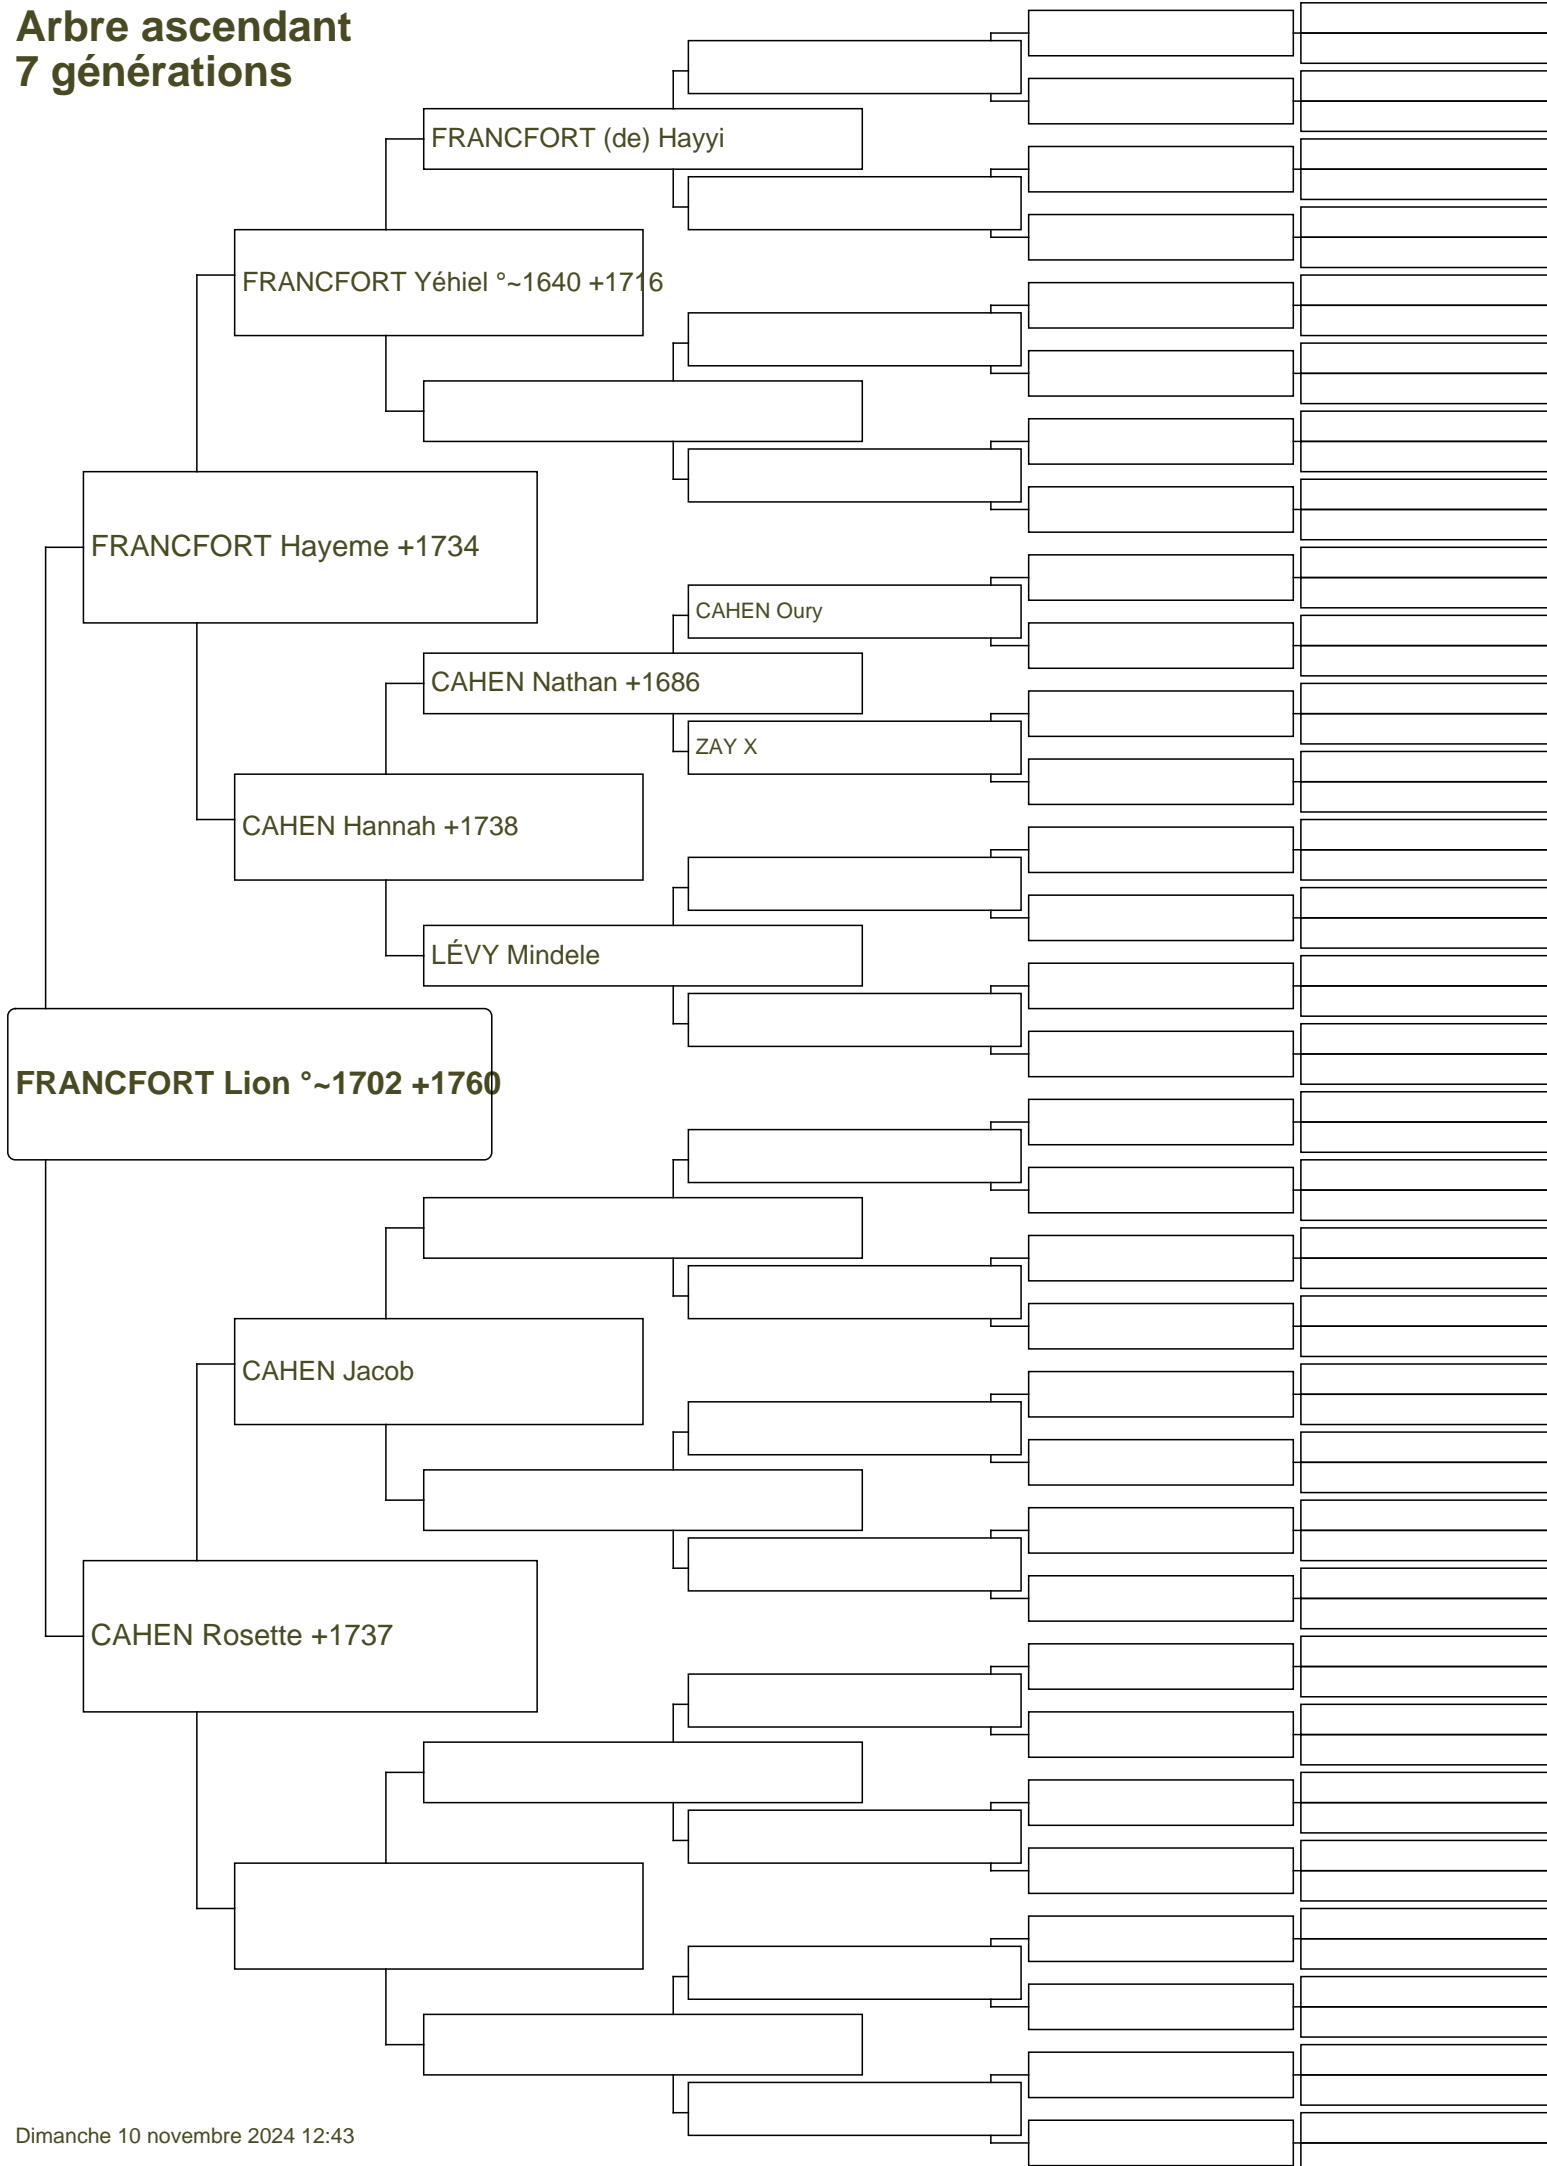 Arbre ascendant
7 générations
FRANCFORT (de) Hayyi
FRANCFORT Yéhiel °~1640 +1716
FRANCFORT Hayeme +1734
CAHEN Oury
CAHEN Nathan +1686
ZAY X
CAHEN Hannah +1738
LÉVY Mindele
FRANCFORT Lion °~1702 +1760
CAHEN Jacob
CAHEN Rosette +1737
Dimanche 10 novembre 2024 12:43